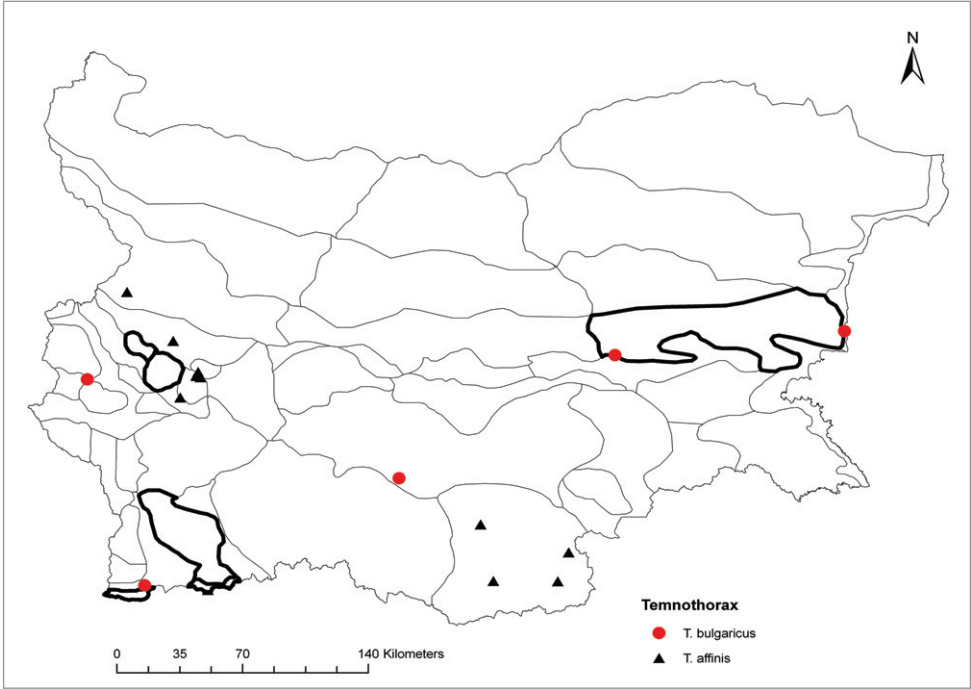 N
Temnothorax
T. bulgaricus
T. affinis
0 35 70 140 Kilometers